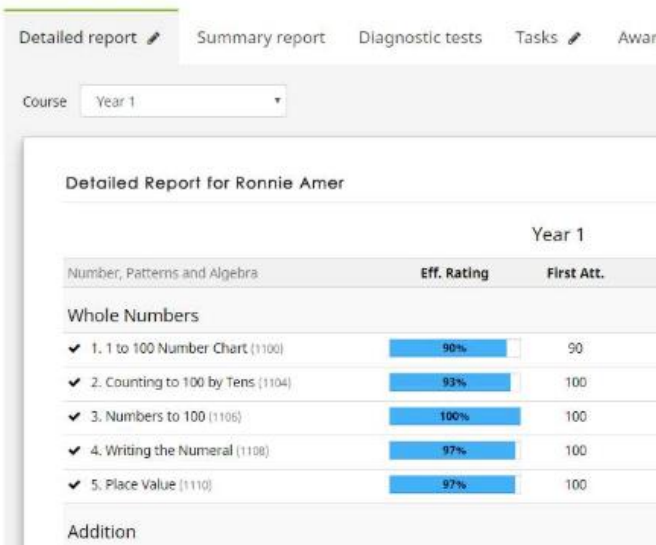 Detailed report Summary report Diagnostic tests Tasks Awar
Course Year 1
Detailed Report for Ronnie Amer
Year 1
Number, Patterns and Algebra Eff. Rating First Att.
Whole Numbers
1. 1 to 100 Number Chart (1100) 90% 90
2. Counting to 100 by Tens (1104) 93% 100
3. Numbers to 100 (1106) 100% 100
4. Writing the Numeral (1108) 97% 100
5. Place Value (1110) 97% 100
Addition